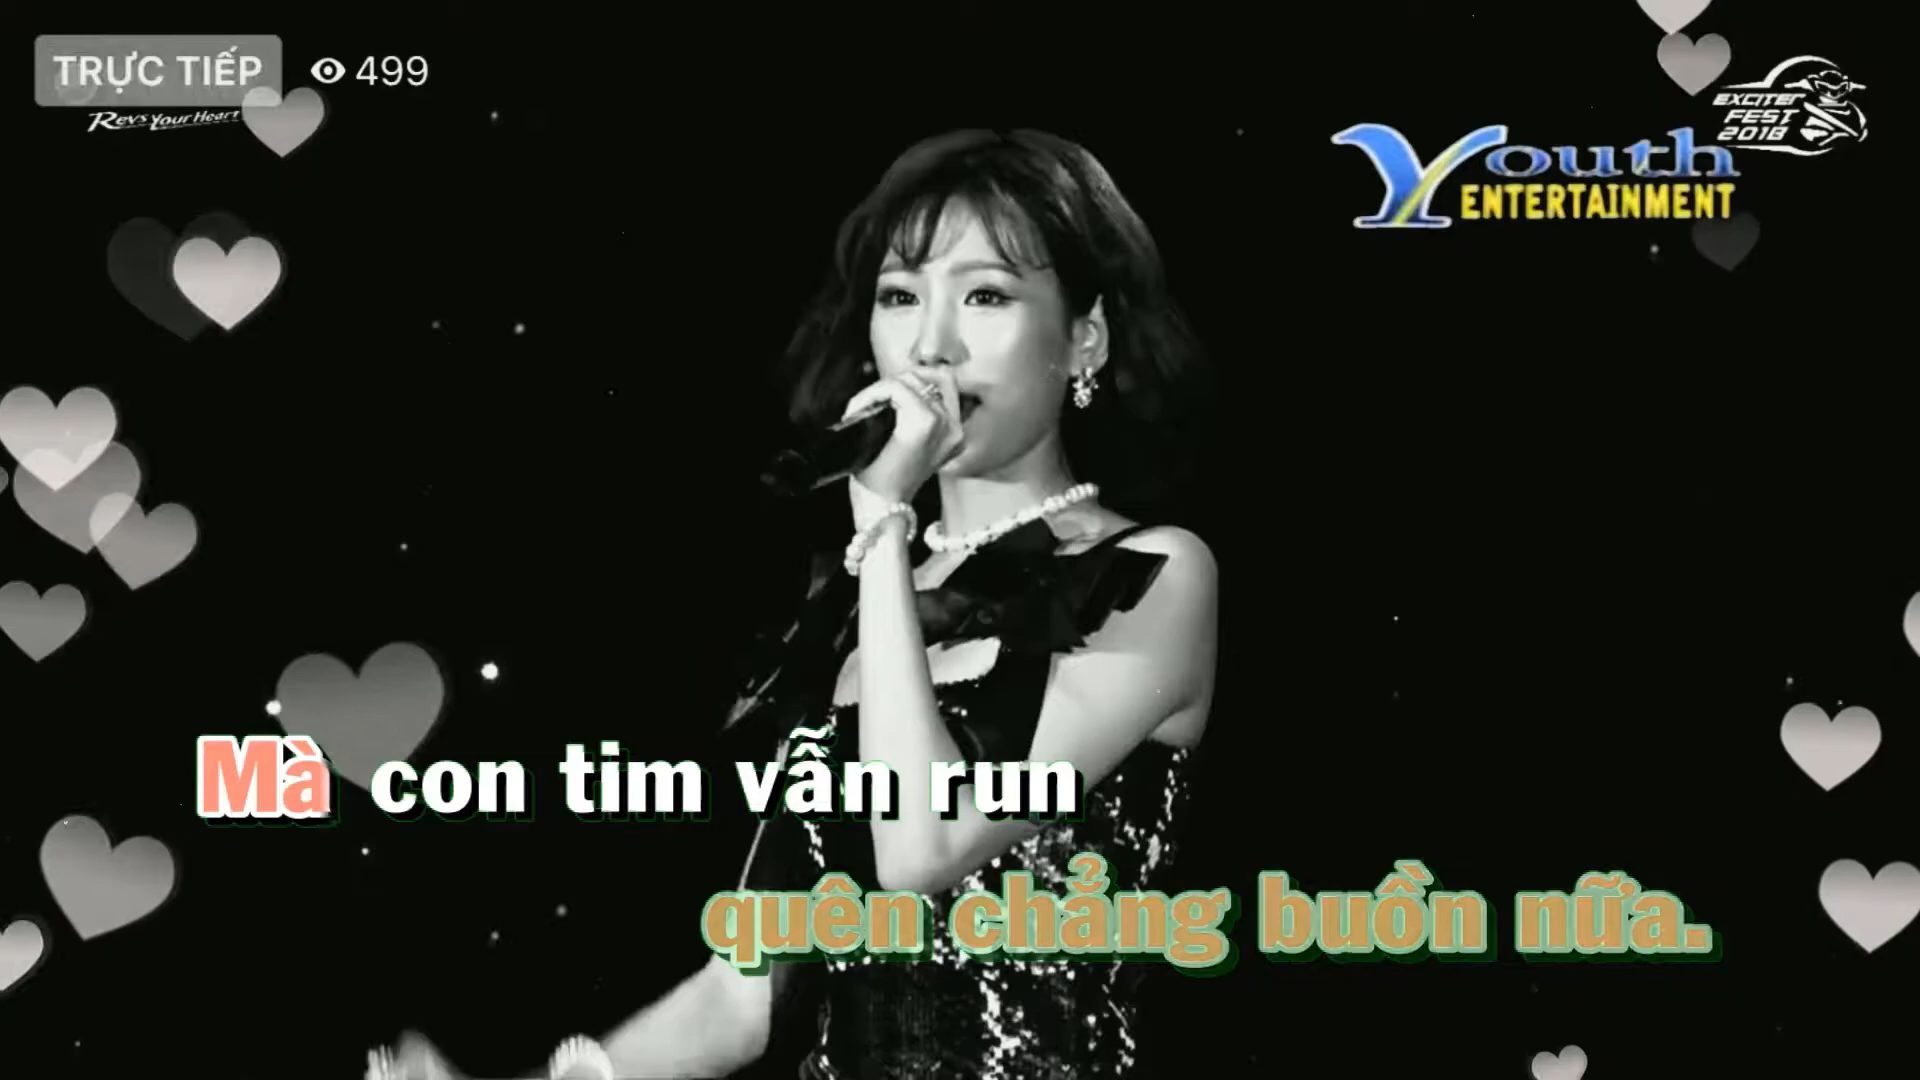 TRỰC TIẾP 499
Revs Your Heart
EXCITER
FEST
2018
Youth
ENTERTAINMENT
Mà con tim vẫn run
quên chẳng buồn nữa.